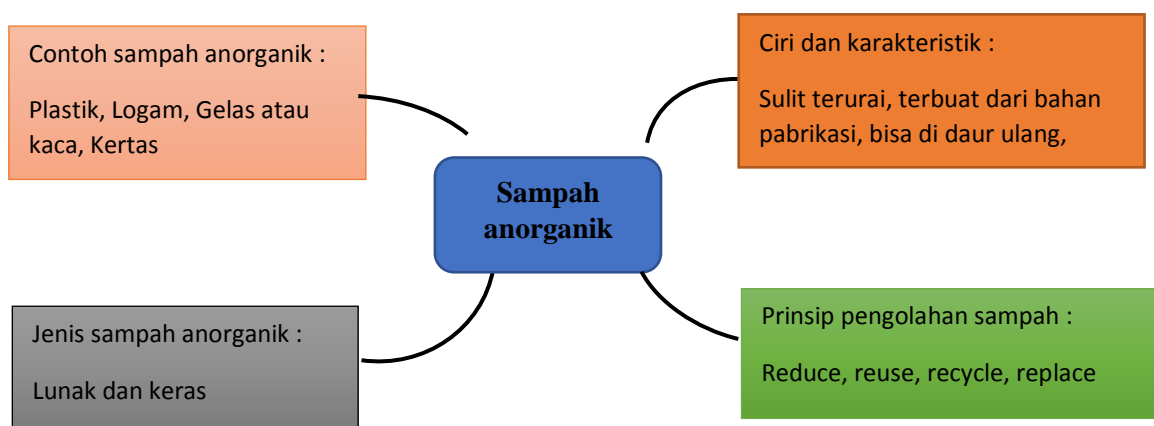 Contoh sampah anorganik :
Plastik, Logam, Gelas atau
kaca, Kertas
Ciri dan karakteristik :
Sulit terurai, terbuat dari bahan
pabrikasi, bisa di daur ulang,
Sampah
anorganik
Jenis sampah anorganik :
Lunak dan keras
Prinsip pengolahan sampah :
Reduce, reuse, recycle, replace